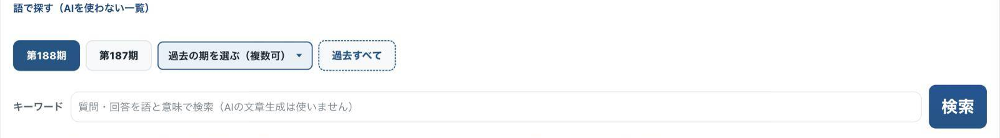 語で探す（AIを使わない一覧）
第188期 第187期 過去の期を選ぶ（複数可） 過去すべて
キーワード 質問・回答を語と意味で検索（AIの文章生成は使いません） 検索